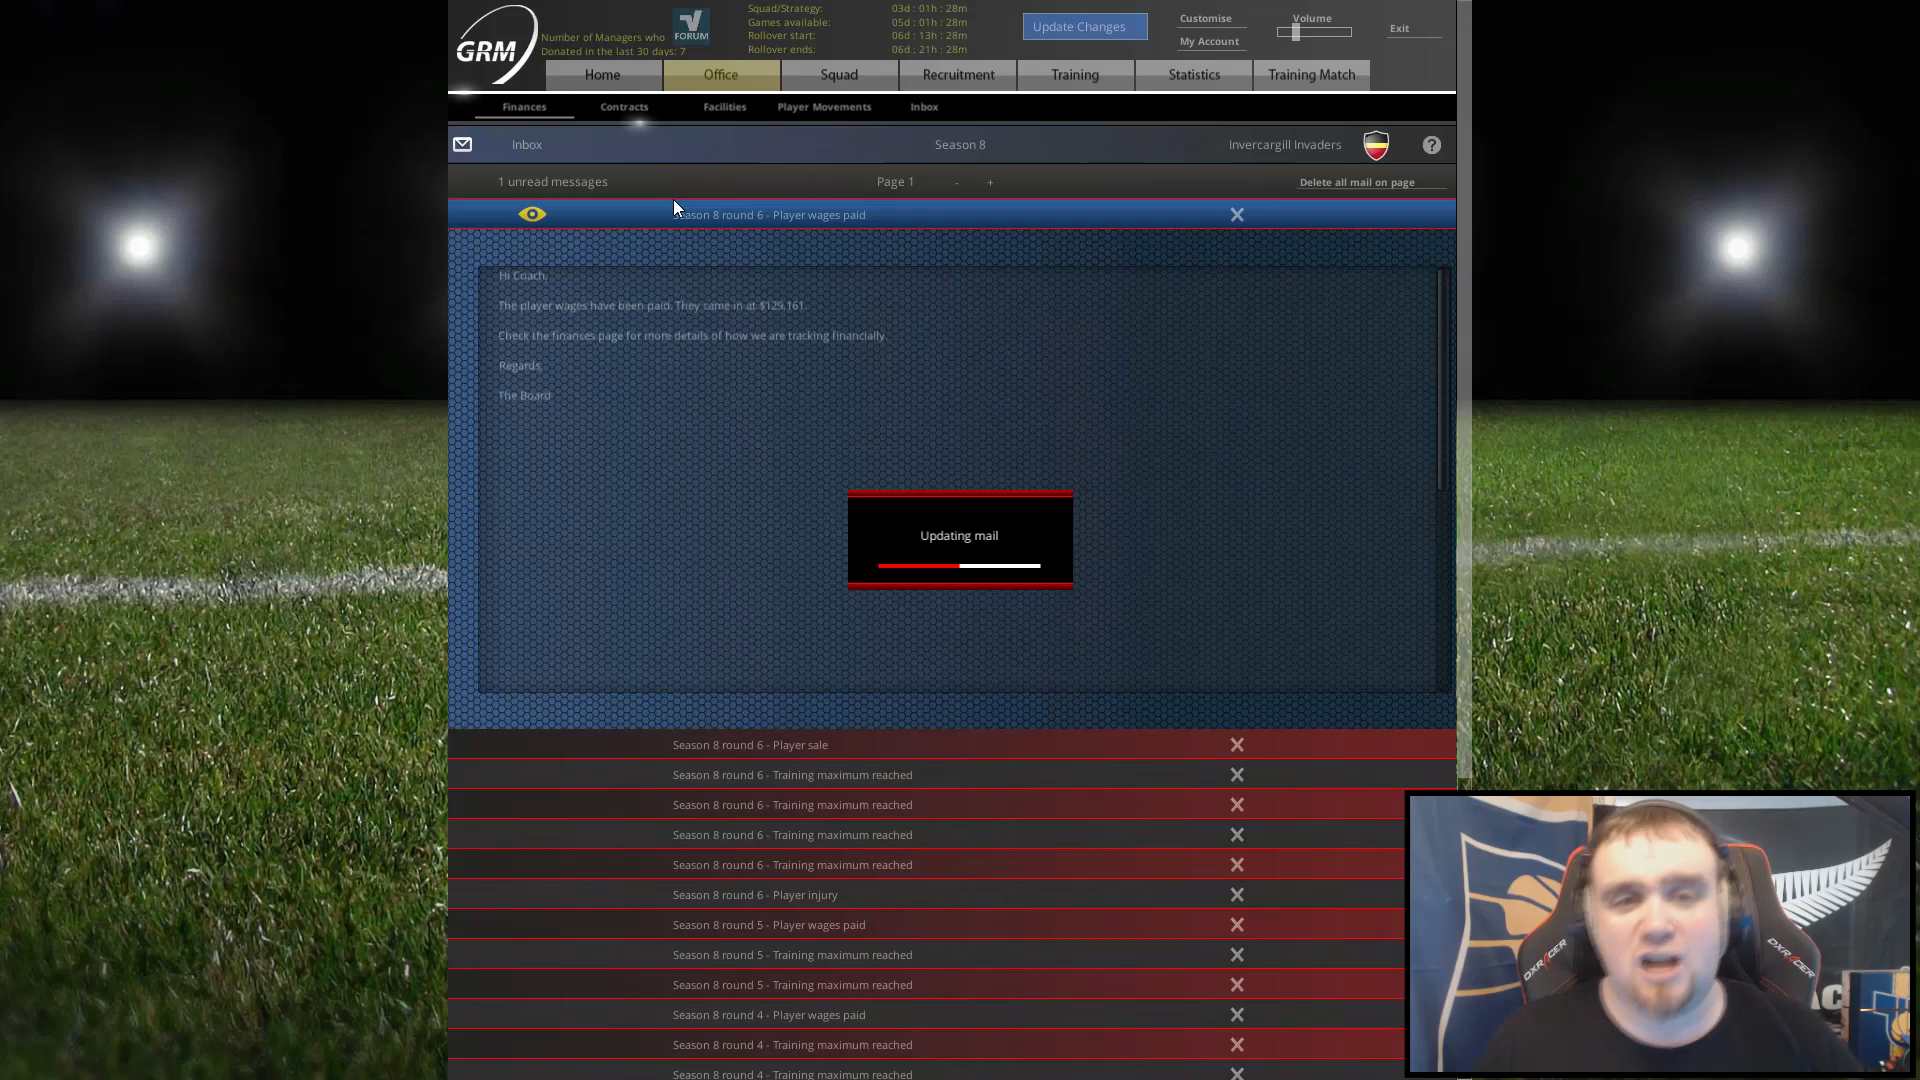 GRM
Number of Managers who
Donated in the last 30 days: 7
FORUM
Squad/Strategy: 03d : 01h : 28m
Games available: 05d : 01h : 28m
Rollover start: 06d : 13h : 28m
Rollover ends: 06d : 21h : 28m
Update Changes
Customise
My Account
Volume
Exit
Home Office Squad Recruitment Training Statistics Training Match
Finances Contracts Facilities Player Movements Inbox
Inbox Season 8 Invercargill Invaders ?
1 unread messages Page 1 - + Delete all mail on page
Season 8 round 6 - Player wages paid
Hi Coach,
The player wages have been paid. They came in at $129,161.
Check the finances page for more details of how we are tracking financially.
Regards,
The Board
Updating mail
Season 8 round 6 - Player sale
Season 8 round 6 - Training maximum reached
Season 8 round 6 - Training maximum reached
Season 8 round 6 - Training maximum reached
Season 8 round 6 - Training maximum reached
Season 8 round 6 - Player injury
Season 8 round 5 - Player wages paid
Season 8 round 5 - Training maximum reached
Season 8 round 5 - Training maximum reached
Season 8 round 4 - Player wages paid
Season 8 round 4 - Training maximum reached
Season 8 round 4 - Training maximum reached
DXRACER
DXRACER